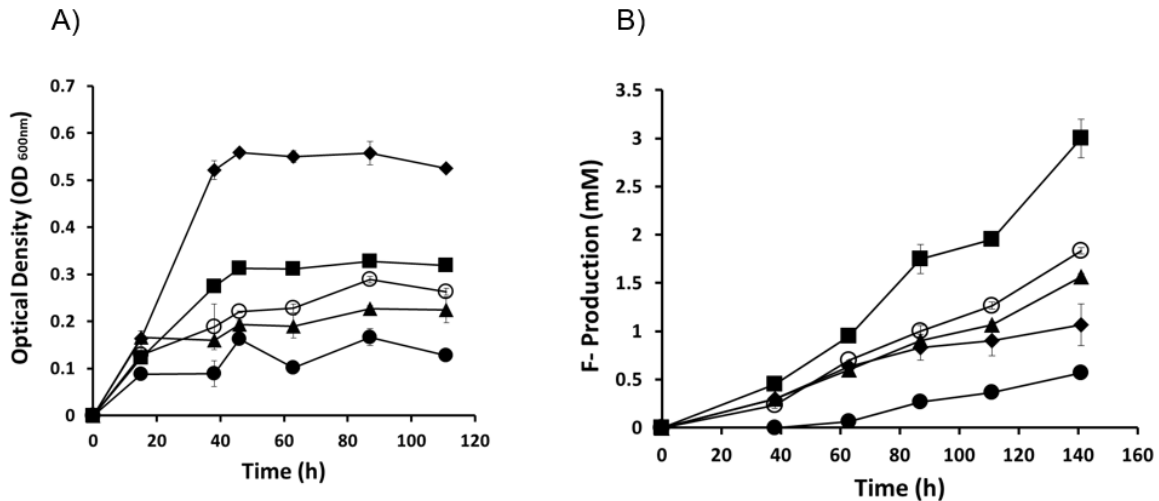 A)
B)
Optical Density (OD 600nm)
0.7
0.6
0.5
0.4
0.3
0.2
0.1
0
0 20 40 60 80 100 120
Time (h)
F- Production (mM)
3.5
3
2.5
2
1.5
1
0.5
0
0 20 40 60 80 100 120 140 160
Time (h)